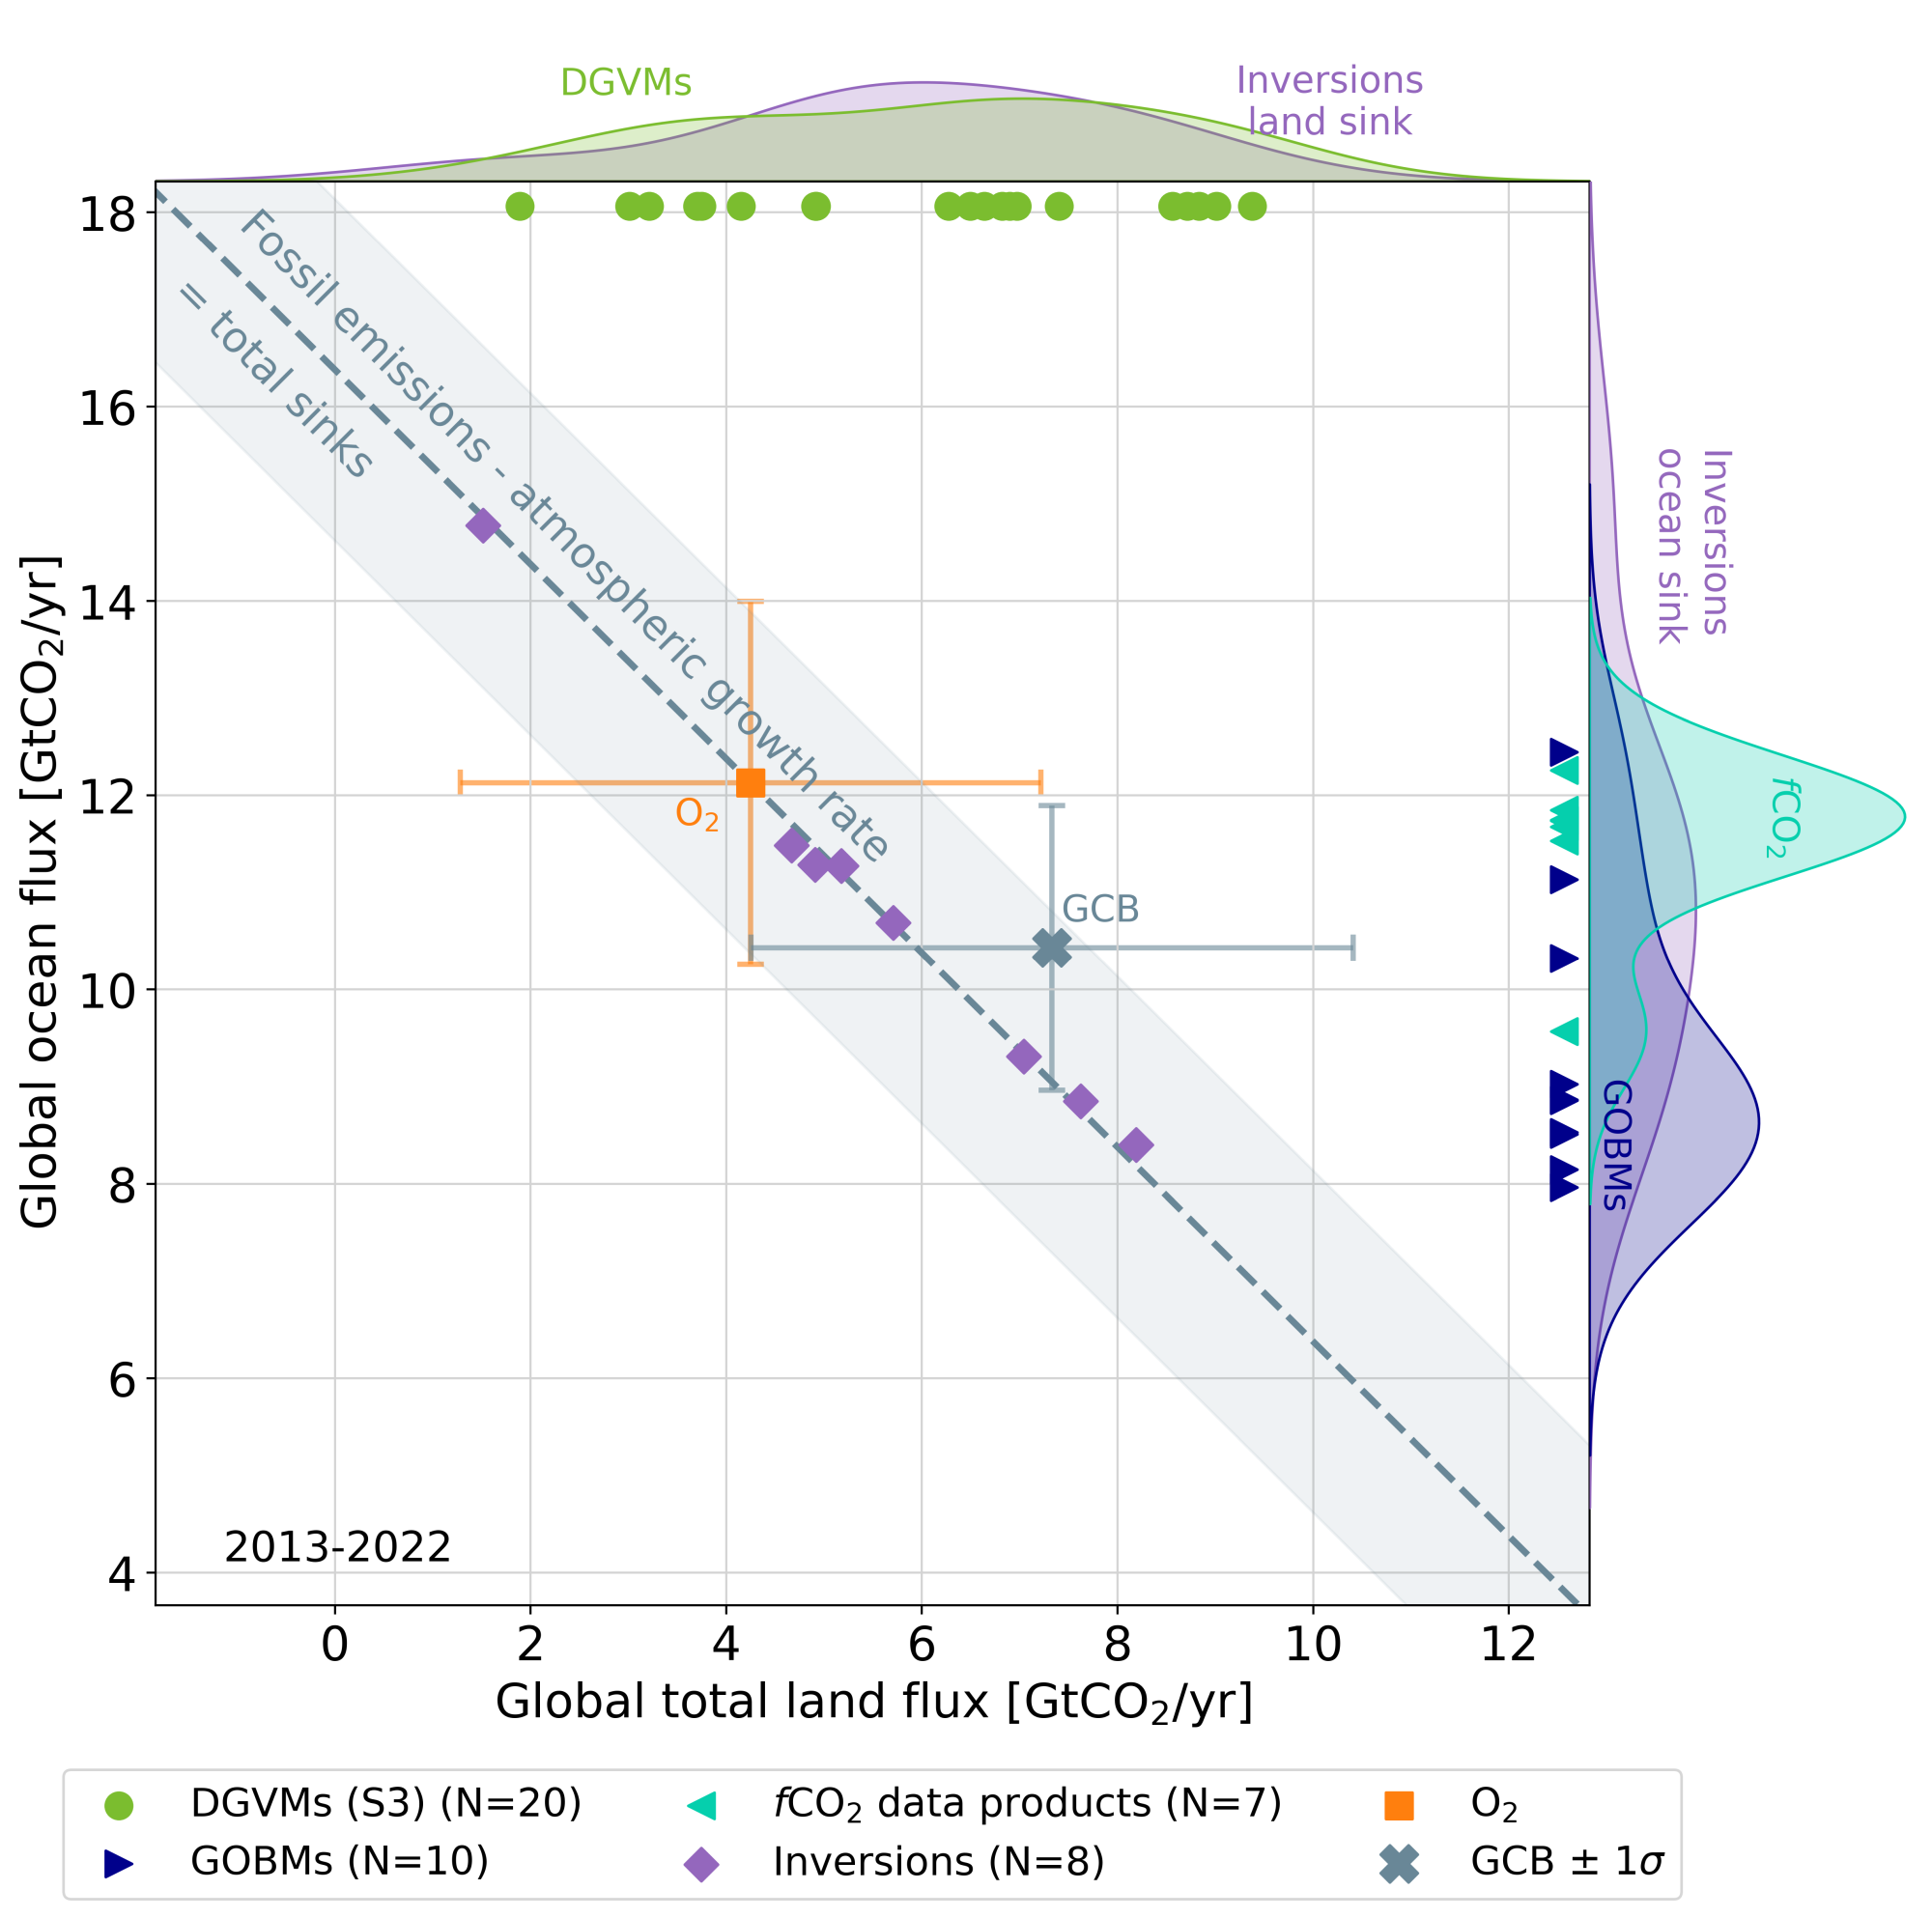 DGVMs
Inversions
land sink
18
16
14
12
10
8
6
4
Global ocean flux [GtCO₂/yr]
Fossil emissions - atmospheric growth rate
= total sinks
O₂
GCB
2013-2022
Inversions
ocean sink
fCO₂
GOBMs
0 2 4 6 8 10 12
Global total land flux [GtCO₂/yr]
DGVMs (S3) (N=20)
GOBMs (N=10)
fCO₂ data products (N=7)
Inversions (N=8)
O₂
GCB ± 1σ